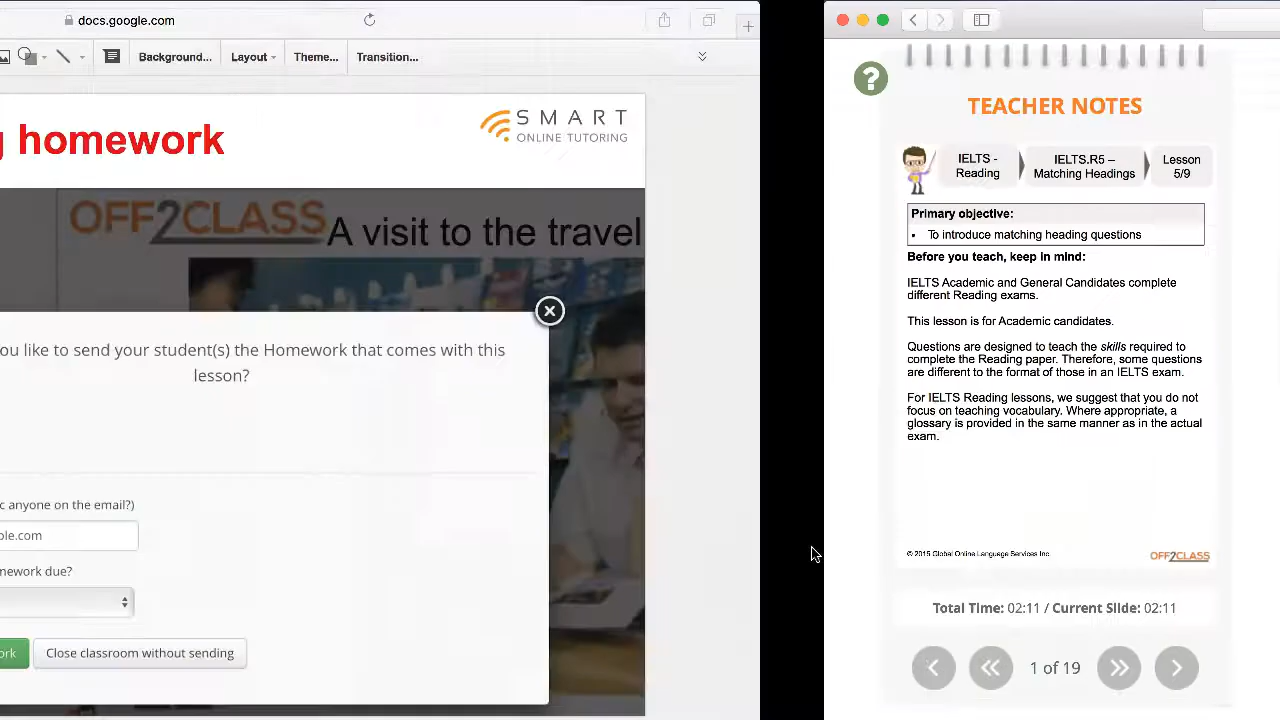 docs.google.com
Background...
Layout
Theme...
Transition...
homework
SMART
ONLINE TUTORING
OFF2CLASS
A visit to the travel
you like to send your student(s) the Homework that comes with this
lesson?
anyone on the email?)
due?
Close classroom without sending
?
TEACHER NOTES
IELTS -
Reading
IELTS.R5 –
Matching Headings
Lesson
5/9
Primary objective:
• To introduce matching heading questions
Before you teach, keep in mind:
IELTS Academic and General Candidates complete
different Reading exams.
This lesson is for Academic candidates.
Questions are designed to teach the skills required to
complete the Reading paper. Therefore, some questions
are different to the format of those in an IELTS exam.
For IELTS Reading lessons, we suggest that you do not
focus on teaching vocabulary. Where appropriate, a
glossary is provided in the same manner as in the actual
exam.
© 2015 Global Online Language Services Inc.
OFF2CLASS
Total Time: 02:11 / Current Slide: 02:11
1 of 19